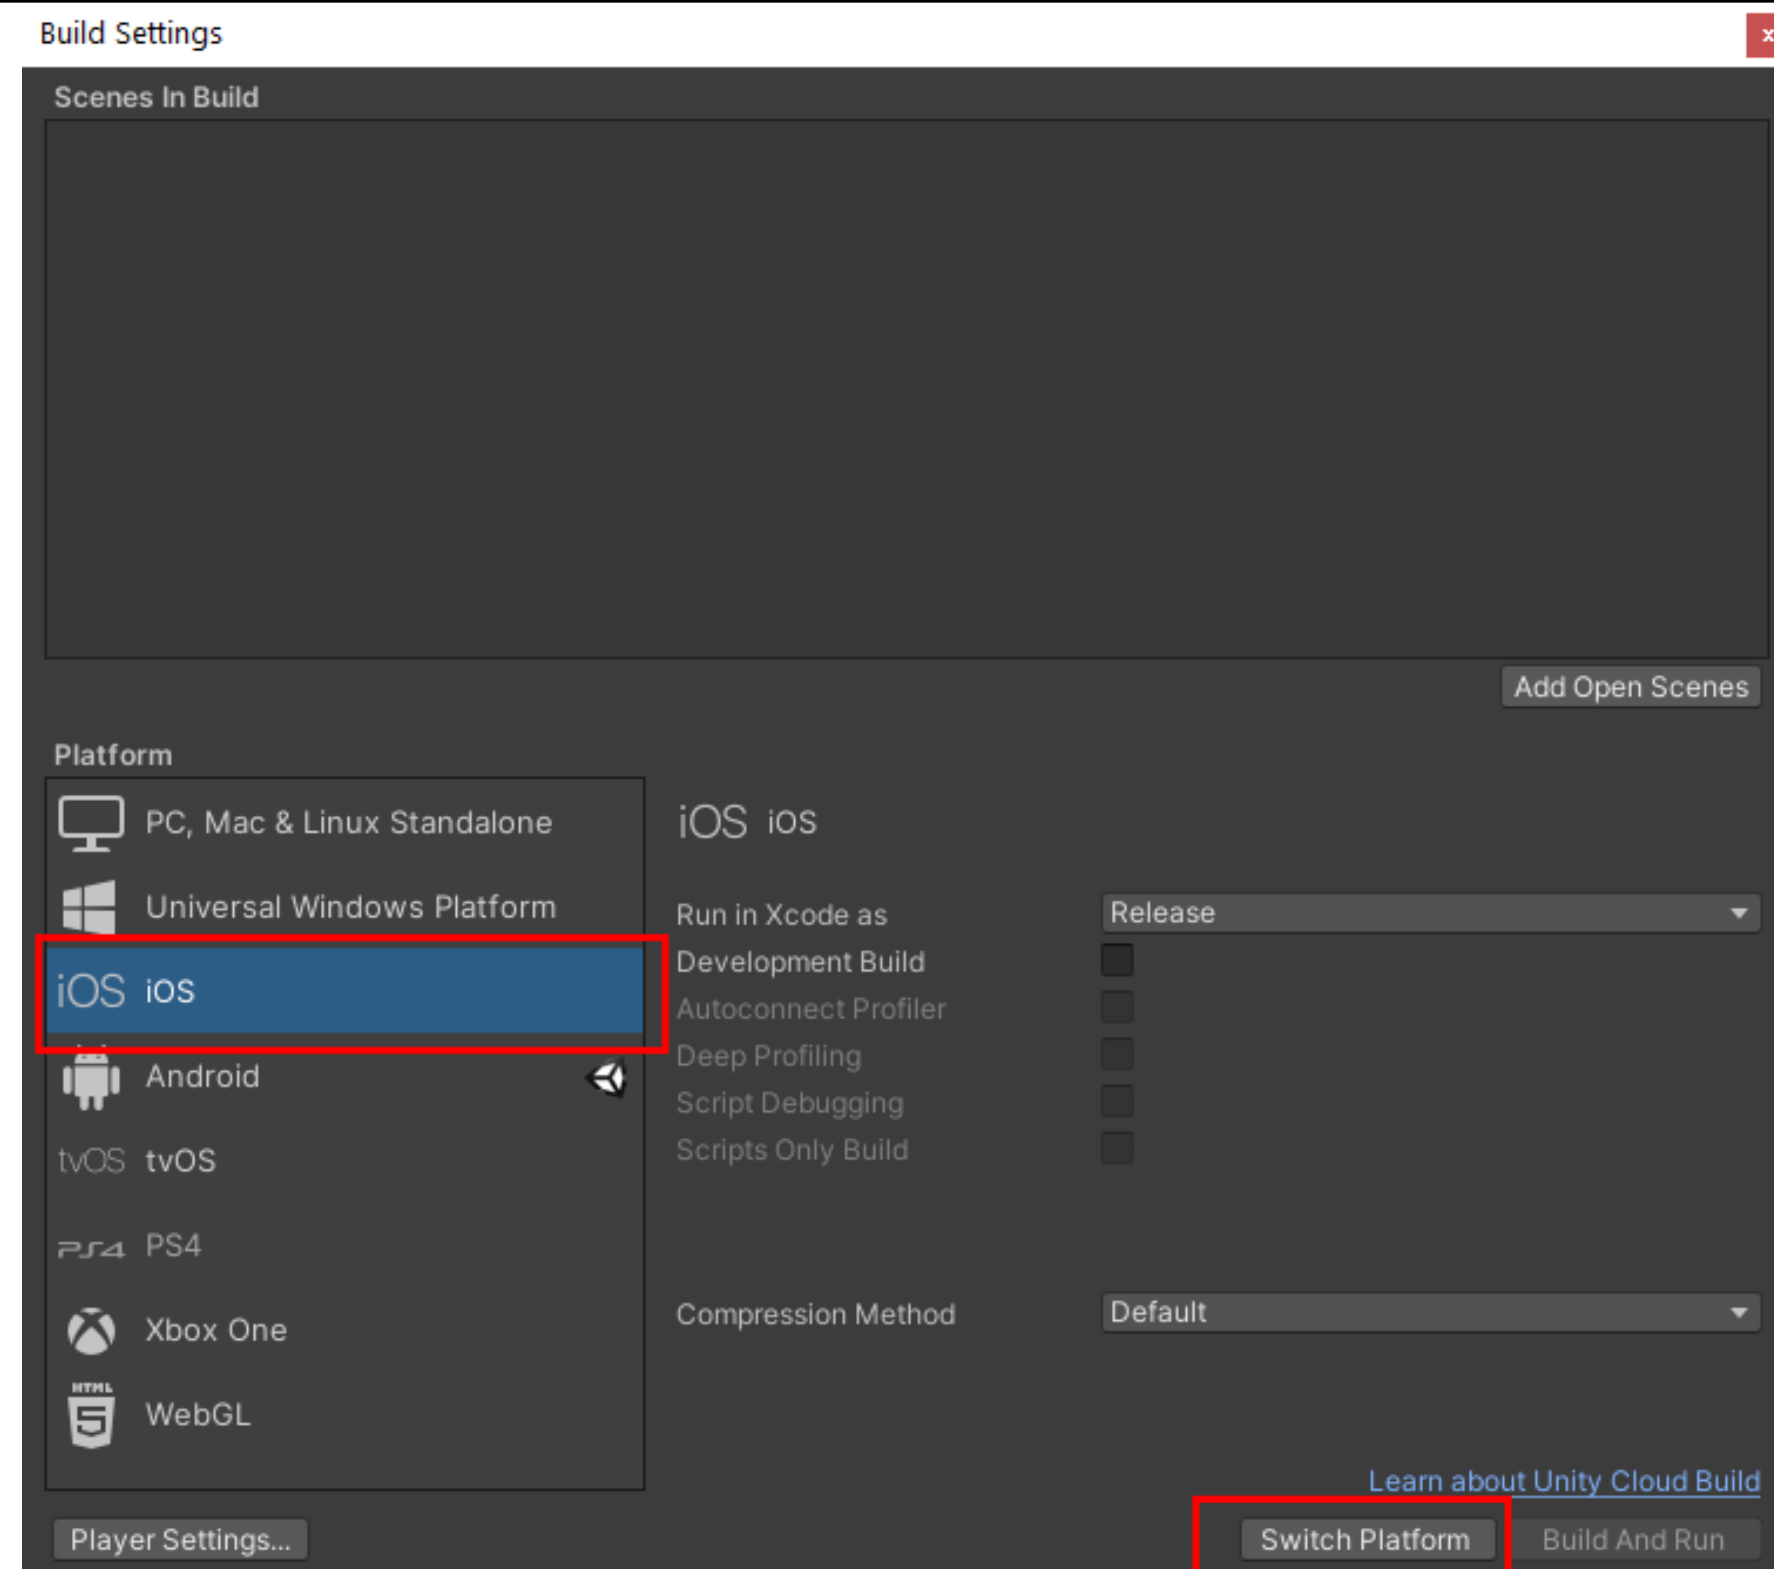 Build Settings
x
Scenes In Build
Add Open Scenes
Platform
PC, Mac & Linux Standalone
Universal Windows Platform
iOS iOS
Android
tvOS tvOS
PS4 PS4
Xbox One
HTML
5 WebGL
iOS iOS
Run in Xcode as Release
Development Build
Autoconnect Profiler
Deep Profiling
Script Debugging
Scripts Only Build
Compression Method Default
Learn about Unity Cloud Build
Player Settings... Switch Platform Build And Run